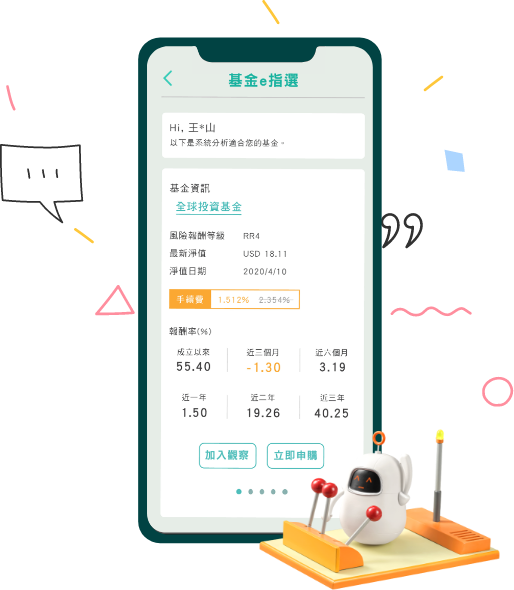 基金e指選
Hi, 王*山
以下是系統分析適合您的基金。
基金資訊
全球投資基金
風險報酬等級 RR4
最新淨值 USD 18.11
淨值日期 2020/4/10
手續費 1.512% 2.354%
報酬率(%)
成立以來 近三個月 近六個月
55.40 -1.30 3.19
近一年 近二年 近三年
1.50 19.26 40.25
加入觀察 立即申購